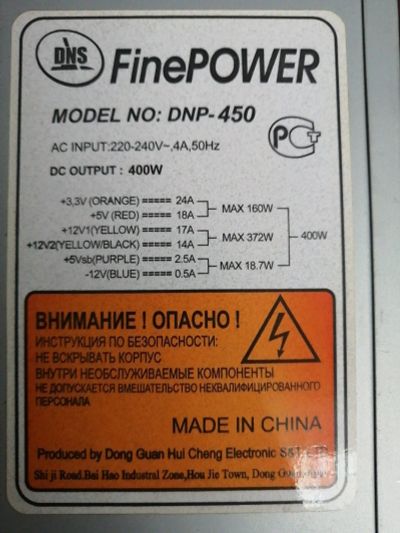 DNS FinePOWER
MODEL NO: DNP-450
AC INPUT:220-240V~,4A,50Hz
DC OUTPUT : 400W
+3,3V (ORANGE) ===== 24A
+5V (RED) ===== 18A
MAX 160W
+12V1(YELLOW) ===== 17A
+12V2(YELLOW/BLACK) ===== 14A
MAX 372W
400W
+5Vsb(PURPLE) ===== 2.5A
-12V(BLUE) ===== 0.5A
MAX 18.7W
ВНИМАНИЕ ! ОПАСНО !
ИНСТРУКЦИЯ ПО БЕЗОПАСНОСТИ:
НЕ ВСКРЫВАТЬ КОРПУС
ВНУТРИ НЕОБСЛУЖИВАЕМЫЕ КОМПОНЕНТЫ
НЕ ДОПУСКАЕТСЯ ВМЕШАТЕЛЬСТВО НЕКВАЛИФИЦИРОВАННОГО
ПЕРСОНАЛА
MADE IN CHINA
Produced by Dong Guan Hui Cheng Electronic S&T LTD
Shi ji Road.Bai Hao Industral Zone,Hou Jie Town, Dong Guan